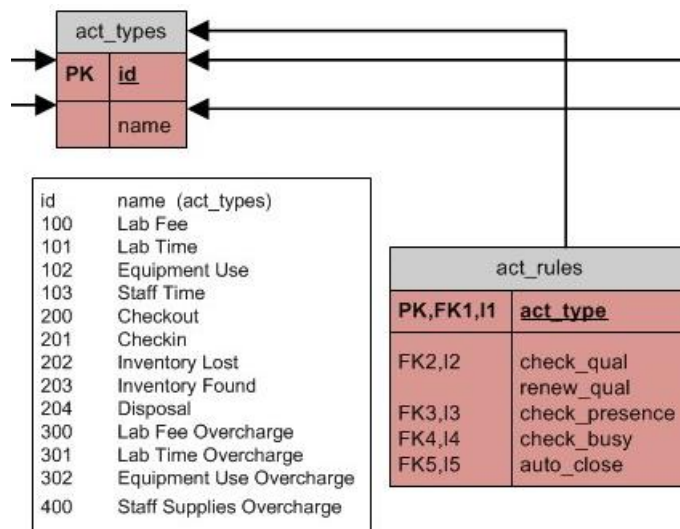 act_types
PK id
name
id name (act_types)
100 Lab Fee
101 Lab Time
102 Equipment Use
103 Staff Time
200 Checkout
201 Checkin
202 Inventory Lost
203 Inventory Found
204 Disposal
300 Lab Fee Overcharge
301 Lab Time Overcharge
302 Equipment Use Overcharge
400 Staff Supplies Overcharge
act_rules
PK,FK1,I1 act_type
FK2,I2 check_qual
renew_qual
FK3,I3 check_presence
FK4,I4 check_busy
FK5,I5 auto_close